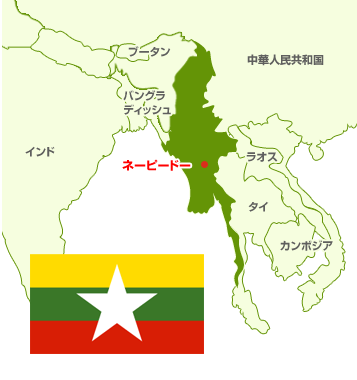 ブータン
中華人民共和国
バングラ
ディッシュ
インド
ネーピードー
ラオス
タイ
カンボジア